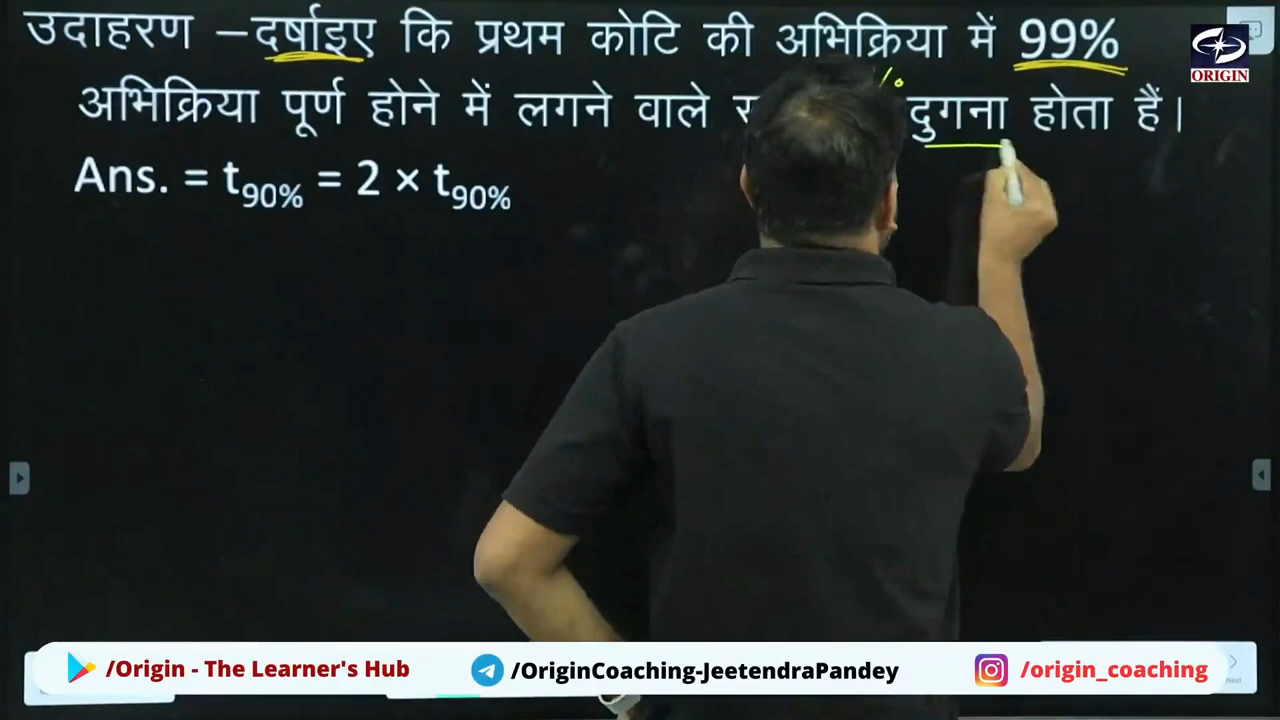 उदाहरण –दर्षाइए कि प्रथम कोटि की अभिक्रिया में 99%
अभिक्रिया पूर्ण होने में लगने वाले दुगना होता हैं।
Ans. = t90% = 2 × t90%
ORIGIN
/Origin - The Learner's Hub
/OriginCoaching-JeetendraPandey
/origin_coaching
Next